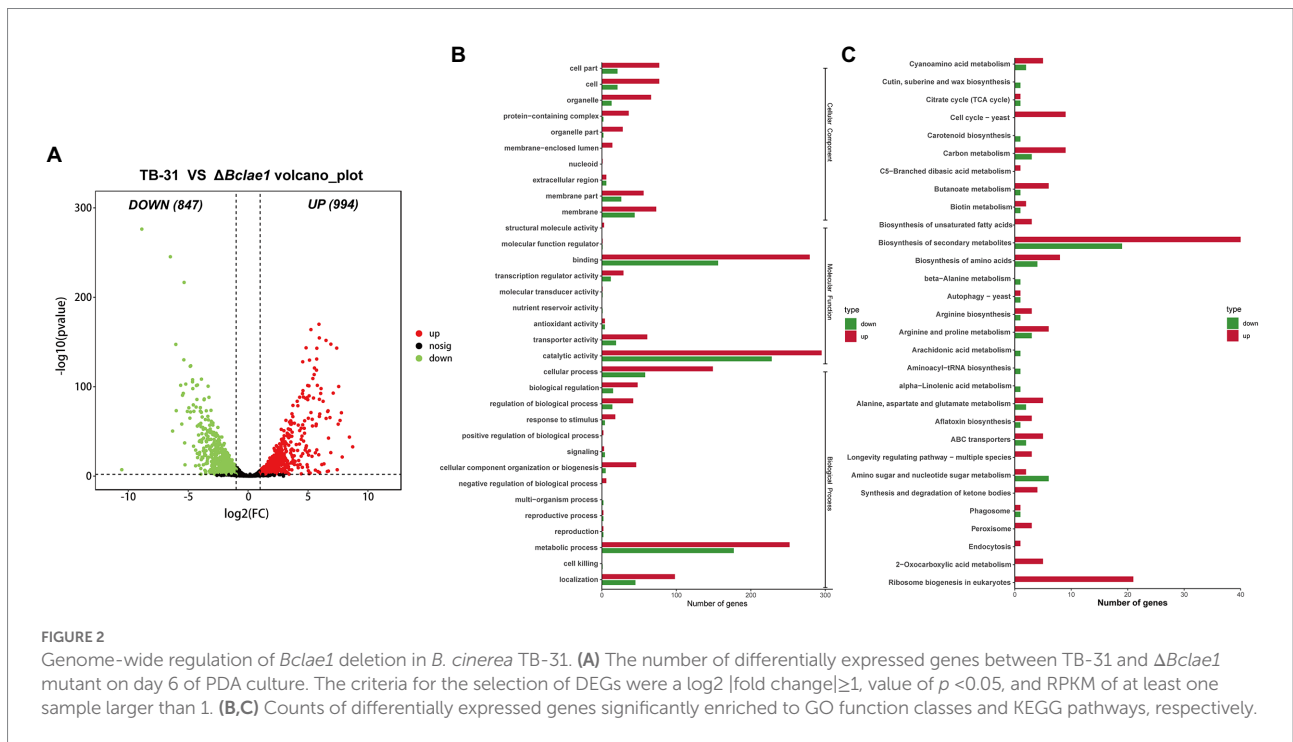 A
TB-31 VS ΔBclae1 volcano_plot
DOWN (847)
UP (994)
300
200
100
0
-log10(pvalue)
-10
-5
0
5
10
log2(FC)
up
nosig
down
B
cell part
cell
organelle
protein-containing complex
organelle part
membrane-enclosed lumen
nucleoid
extracellular region
membrane part
membrane
structural molecule activity
molecular function regulator
binding
transcription regulator activity
molecular transducer activity
nutrient reservoir activity
antioxidant activity
transporter activity
catalytic activity
cellular process
biological regulation
regulation of biological process
response to stimulus
positive regulation of biological process
signaling
cellular component organization or biogenesis
negative regulation of biological process
multi-organism process
reproductive process
reproduction
metabolic process
cell killing
localization
0
100
200
300
Number of genes
Cellular Component
Molecular Function
Biological Process
type
down
up
C
Cyanoamino acid metabolism
Cutin, suberine and wax biosynthesis
Citrate cycle (TCA cycle)
Cell cycle − yeast
Carotenoid biosynthesis
Carbon metabolism
C5−Branched dibasic acid metabolism
Butanoate metabolism
Biotin metabolism
Biosynthesis of unsaturated fatty acids
Biosynthesis of secondary metabolites
Biosynthesis of amino acids
beta−Alanine metabolism
Autophagy − yeast
Arginine biosynthesis
Arginine and proline metabolism
Arachidonic acid metabolism
Aminoacyl−tRNA biosynthesis
alpha−Linolenic acid metabolism
Alanine, aspartate and glutamate metabolism
Aflatoxin biosynthesis
ABC transporters
Longevity regulating pathway − multiple species
Amino sugar and nucleotide sugar metabolism
Synthesis and degradation of ketone bodies
Phagosome
Peroxisome
Endocytosis
2−Oxocarboxylic acid metabolism
Ribosome biogenesis in eukaryotes
0
10
20
30
40
Number of genes
type
down
up
FIGURE 2
Genome-wide regulation of Bclae1 deletion in B. cinerea TB-31. (A) The number of differentially expressed genes between TB-31 and ΔBclae1
mutant on day 6 of PDA culture. The criteria for the selection of DEGs were a log2 |fold change|≥1, value of p <0.05, and RPKM of at least one
sample larger than 1. (B,C) Counts of differentially expressed genes significantly enriched to GO function classes and KEGG pathways, respectively.